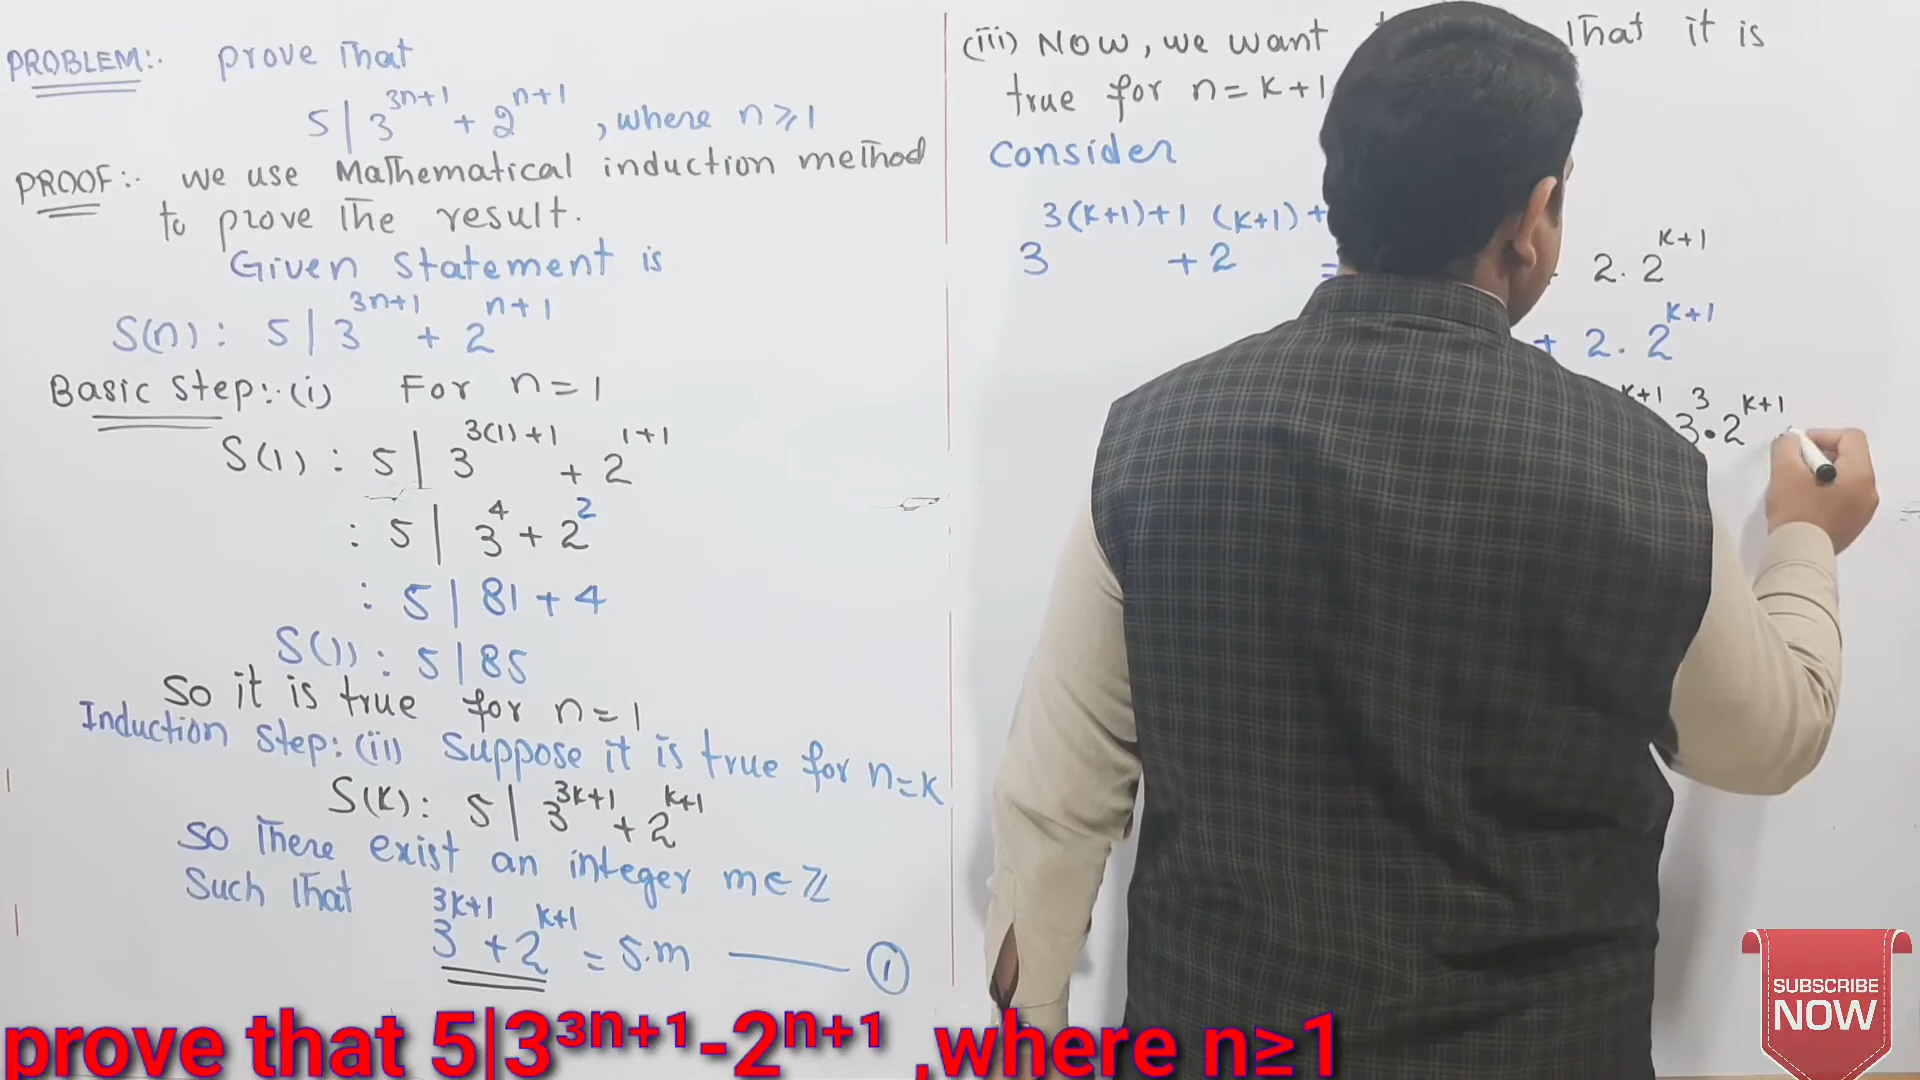 PROBLEM:- prove that
5 | 3^{3n+1} + 2^{n+1} , where n ⩾ 1
PROOF:- we use Mathematical induction method
to prove the result.
Given statement is
S(n) : 5 | 3^{3n+1} + 2^{n+1}
Basic Step:-(i) For n=1
S(1) : 5 | 3^{3(1)+1} + 2^{1+1}
: 5 | 3^4 + 2^2
: 5 | 81 + 4
S(1) : 5 | 85
So it is true for n=1
Induction Step:(ii) Suppose it is true for n=k
S(k) : 5 | 3^{3k+1} + 2^{k+1}
So there exist an integer m∈ℤ
Such that
3^{3k+1} + 2^{k+1} = 5.m —— ①
(iii) Now, we want that it is
true for n=k+1
Consider
3^{3(k+1)+1} + 2^{(k+1)+ = 2. 2^{k+1}
+ 2. 2^{k+1}
k+1 3^3 • 2^{k+1}
prove that 5|3³ⁿ⁺¹-2ⁿ⁺¹ ,where n≥1
SUBSCRIBE
NOW